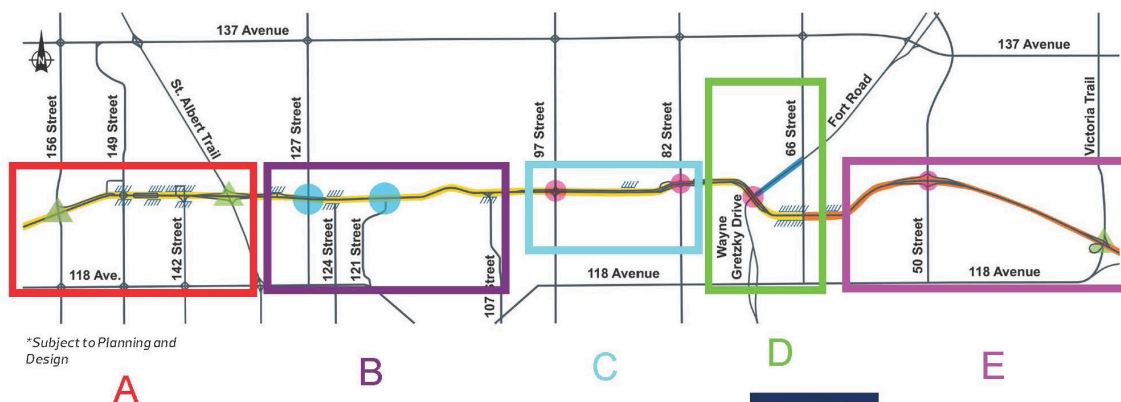 137 Avenue
137 Avenue
N
156 Street
149 Street
St. Albert Trail
127 Street
97 Street
82 Street
66 Street
Fort Road
Victoria Trail
142 Street
124 Street
121 Street
107 Street
Wayne
Gretzky Drive
50 Street
118 Ave.
118 Avenue
118 Avenue
*Subject to Planning and
Design
A
B
C
D
E